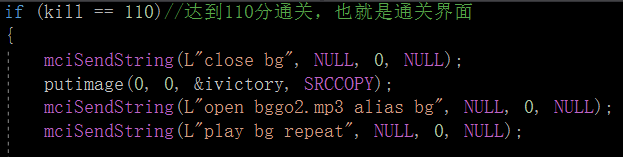 if (kill == 110)//达到110分通关，也就是通关界面
{
mciSendString(L"close bg", NULL, 0, NULL);
putimage(0, 0, &ivictory, SRCCOPY);
mciSendString(L"open bggo2.mp3 alias bg", NULL, 0, NULL);
mciSendString(L"play bg repeat", NULL, 0, NULL);